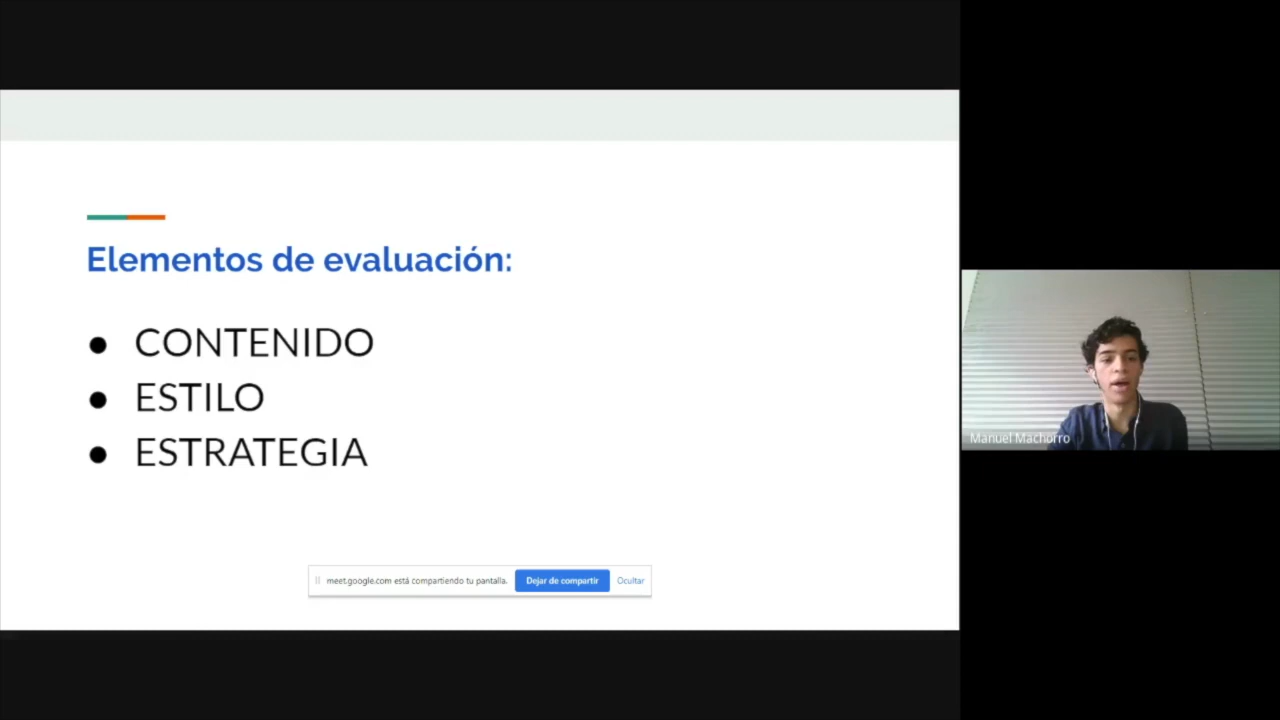 Elementos de evaluación:
● CONTENIDO
● ESTILO
● ESTRATEGIA
meet.google.com está compartiendo tu pantalla. Dejar de compartir Ocultar
Manuel Machorro